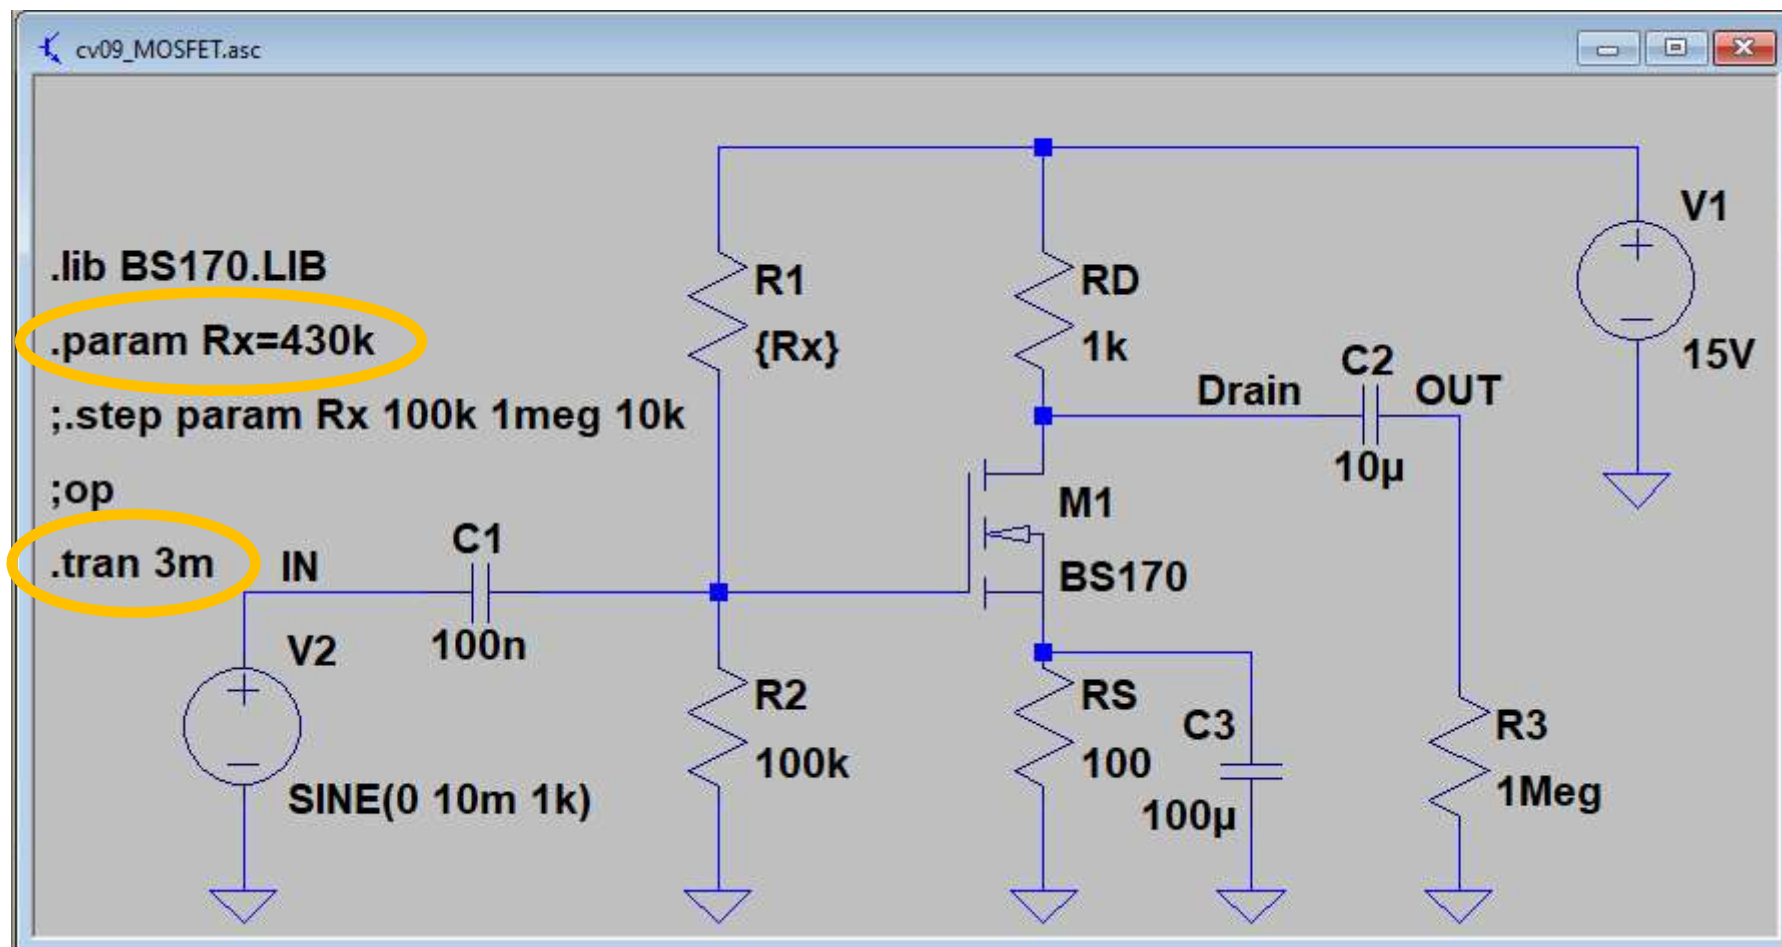 cv09_MOSFET.asc
.lib BS170.LIB
.param Rx=430k
;.step param Rx 100k 1meg 10k
;op
.tran 3m
IN
V2
SINE(0 10m 1k)
C1
100n
R1
{Rx}
R2
100k
RD
1k
M1
BS170
RS
100
C3
100µ
Drain
C2
10µ
OUT
R3
1Meg
V1
15V